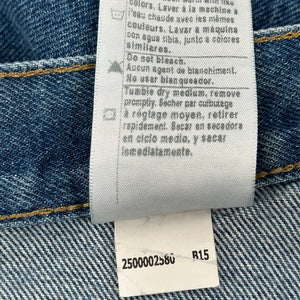 colors. Laver à la machine à
l'eau chaude avec les mêmes
couleurs. Lavar a máquina
con agua tibia, junto a colores
similares.
Do not bleach.
Aucun agent de blanchiment.
No usar blanqueador.
Tumble dry medium, remove
promptly. Sécher par culbutage
à réglage moyen, retirer
rapidement. Secar en secadora
en ciclo medio, y sacar
inmediatamente.
2500002580 B15